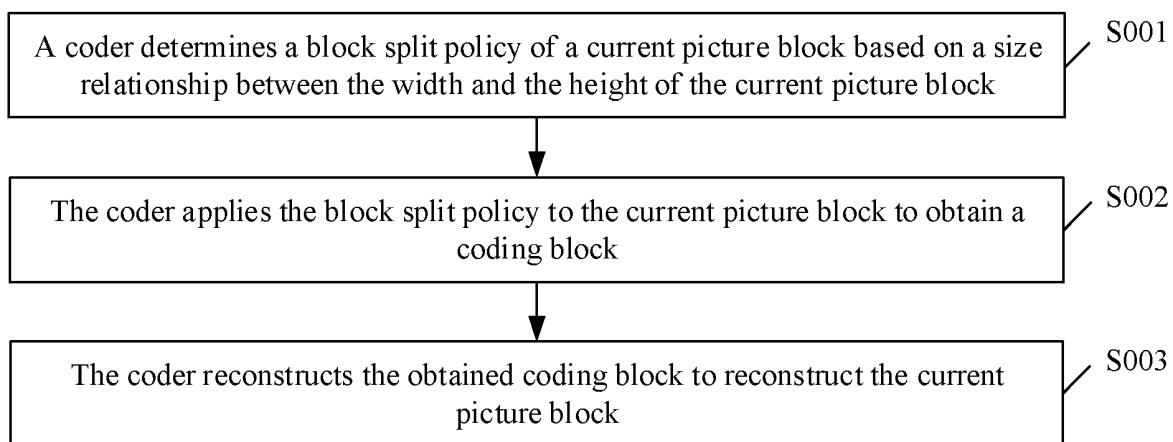 A coder determines a block split policy of a current picture block based on a size
relationship between the width and the height of the current picture block
S001
The coder applies the block split policy to the current picture block to obtain a
coding block
S002
The coder reconstructs the obtained coding block to reconstruct the current
picture block
S003